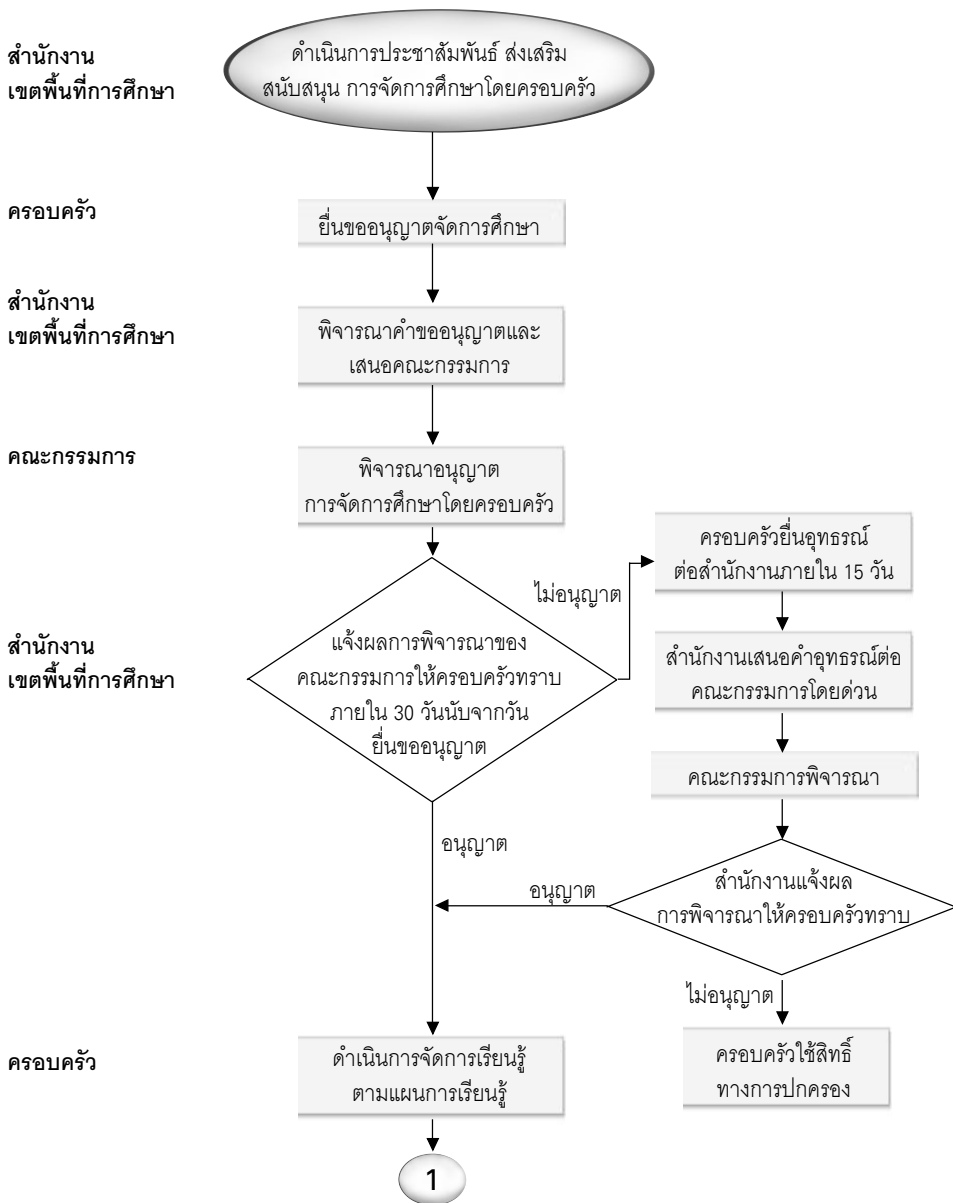 สำนักงาน
เขตพื้นที่การศึกษา
ดำเนินการประชาสัมพันธ์ ส่งเสริม
สนับสนุน การจัดการศึกษาโดยครอบครัว
ครอบครัว
ยื่นขออนุญาตจัดการศึกษา
สำนักงาน
เขตพื้นที่การศึกษา
พิจารณาคำขออนุญาตและ
เสนอคณะกรรมการ
คณะกรรมการ
พิจารณาอนุญาต
การจัดการศึกษาโดยครอบครัว
สำนักงาน
เขตพื้นที่การศึกษา
แจ้งผลการพิจารณาของ
คณะกรรมการให้ครอบครัวทราบ
ภายใน 30 วันนับจากวัน
ยื่นขออนุญาต
ไม่อนุญาต
ครอบครัวยื่นอุทธรณ์
ต่อสำนักงานภายใน 15 วัน
สำนักงานเสนอคำอุทธรณ์ต่อ
คณะกรรมการโดยด่วน
คณะกรรมการพิจารณา
สำนักงานแจ้งผล
การพิจารณาให้ครอบครัวทราบ
อนุญาต
อนุญาต
ไม่อนุญาต
ครอบครัวใช้สิทธิ์
ทางการปกครอง
ครอบครัว
ดำเนินการจัดการเรียนรู้
ตามแผนการเรียนรู้
1